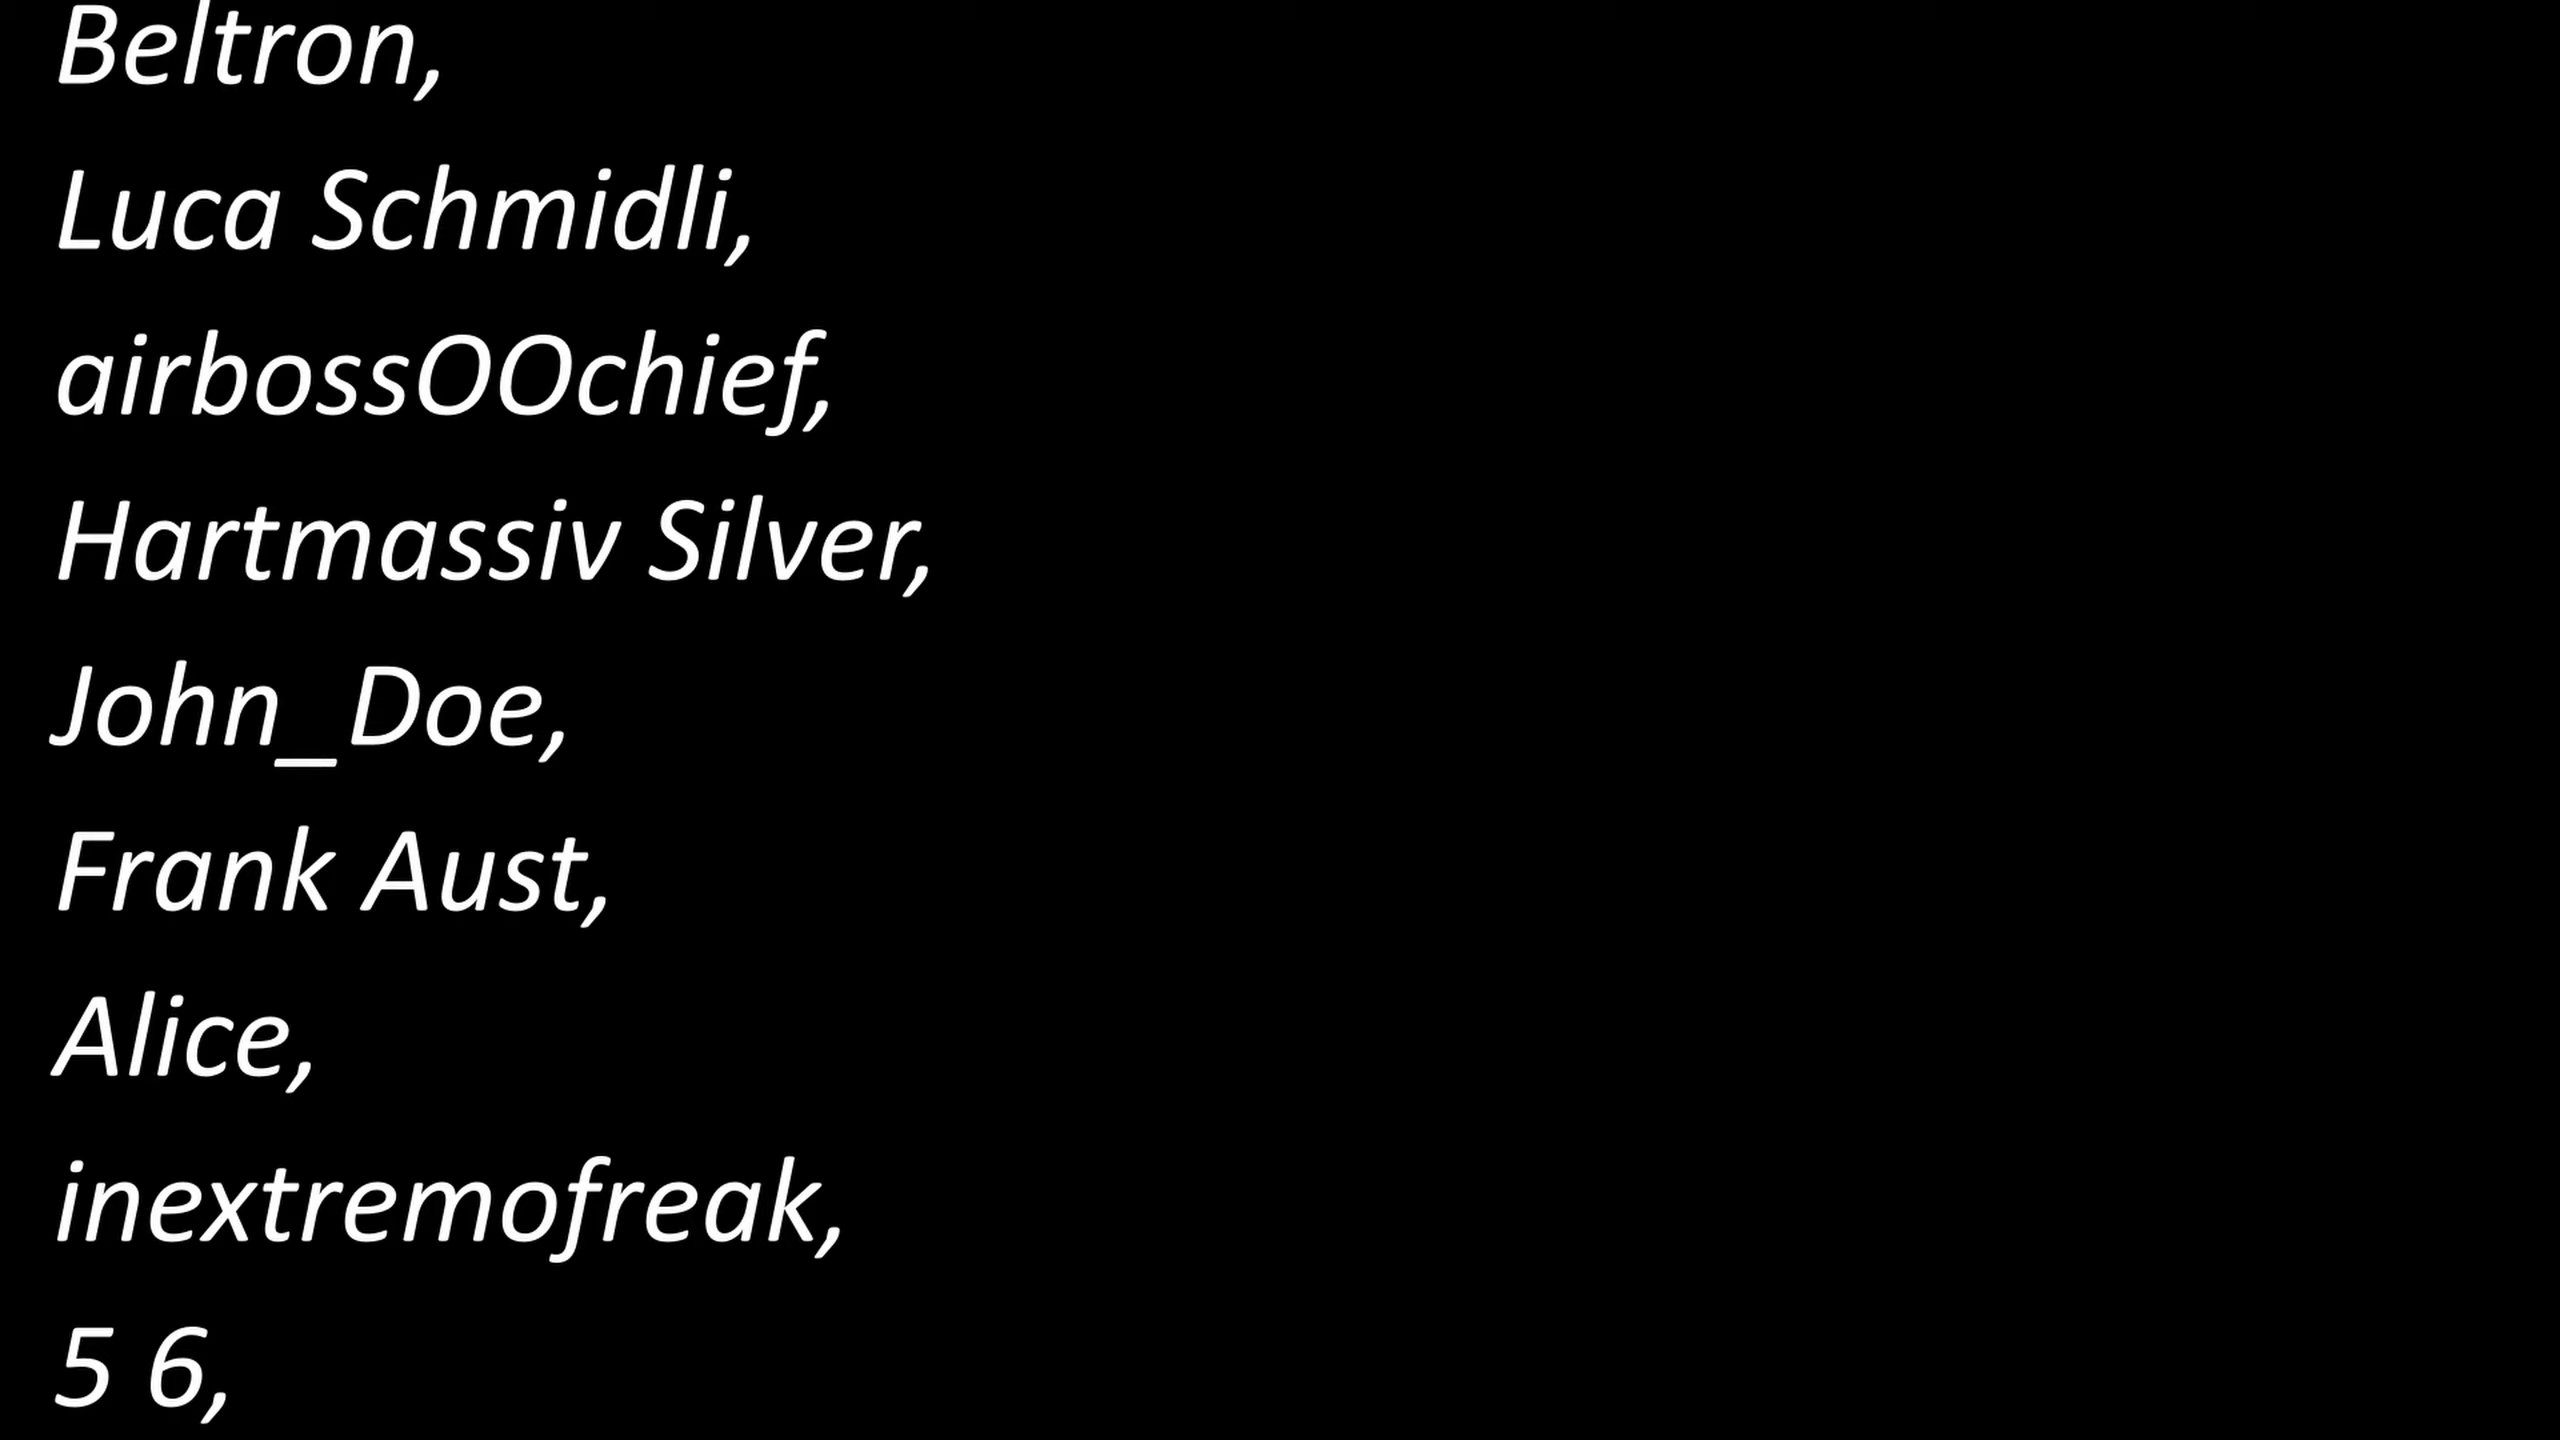 Beltron,
Luca Schmidli,
airbossOOchief,
Hartmassiv Silver,
John_Doe,
Frank Aust,
Alice,
inextremofreak,
5 6,